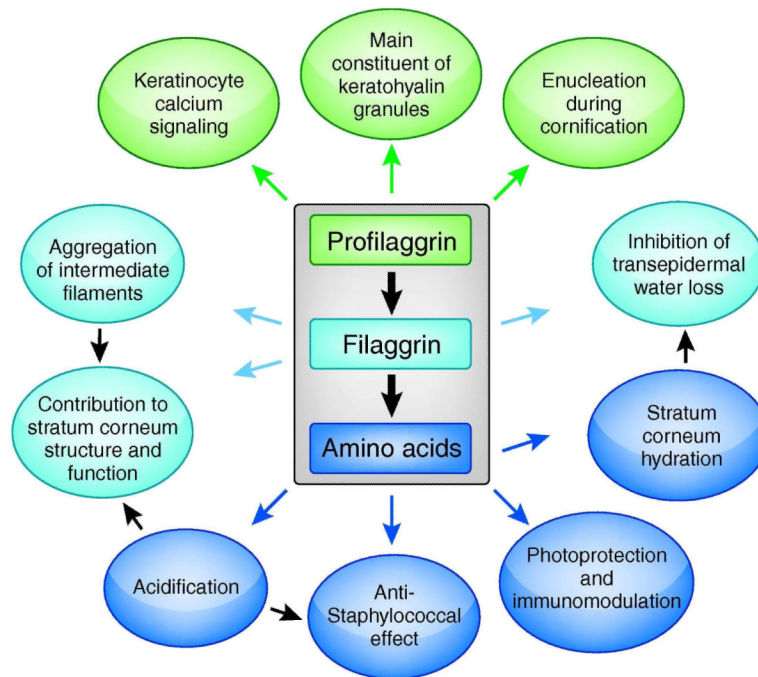 Keratinocyte
calcium
signaling
Main
constituent of
keratohyalin
granules
Enucleation
during
cornification
Aggregation
of intermediate
filaments
Profilaggrin
Inhibition of
transepidermal
water loss
Filaggrin
Contribution to
stratum corneum
structure and
function
Amino acids
Stratum
corneum
hydration
Acidification
Anti-
Staphylococcal
effect
Photoprotection
and
immunomodulation